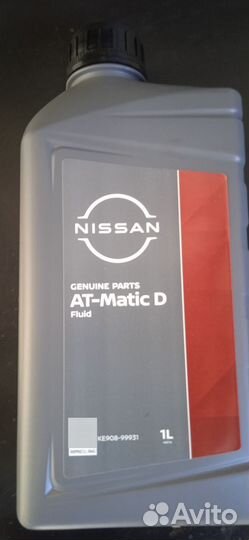 NISSAN
GENUINE PARTS
AT-Matic D
Fluid
KE908-99931
1L
Avito